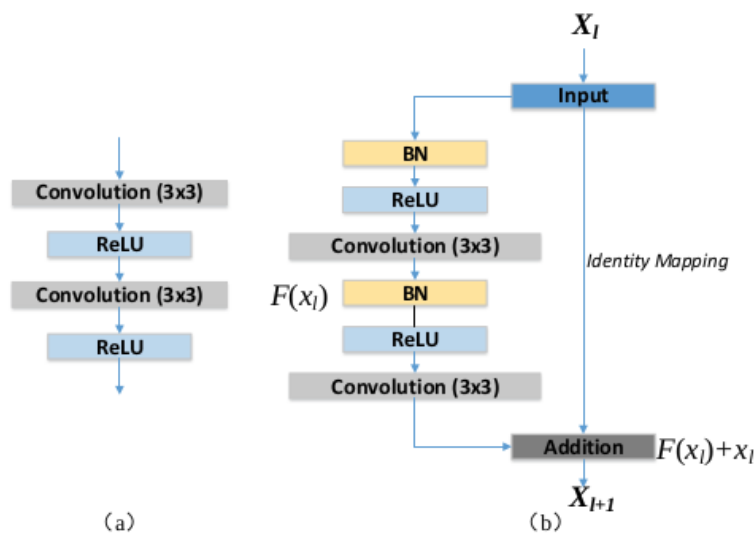 Convolution (3x3)
ReLU
Convolution (3x3)
ReLU
(a)
X_l
Input
BN
ReLU
Convolution (3x3)
Identity Mapping
F(x_l)
BN
ReLU
Convolution (3x3)
Addition
F(x_l)+x_l
X_{l+1}
(b)